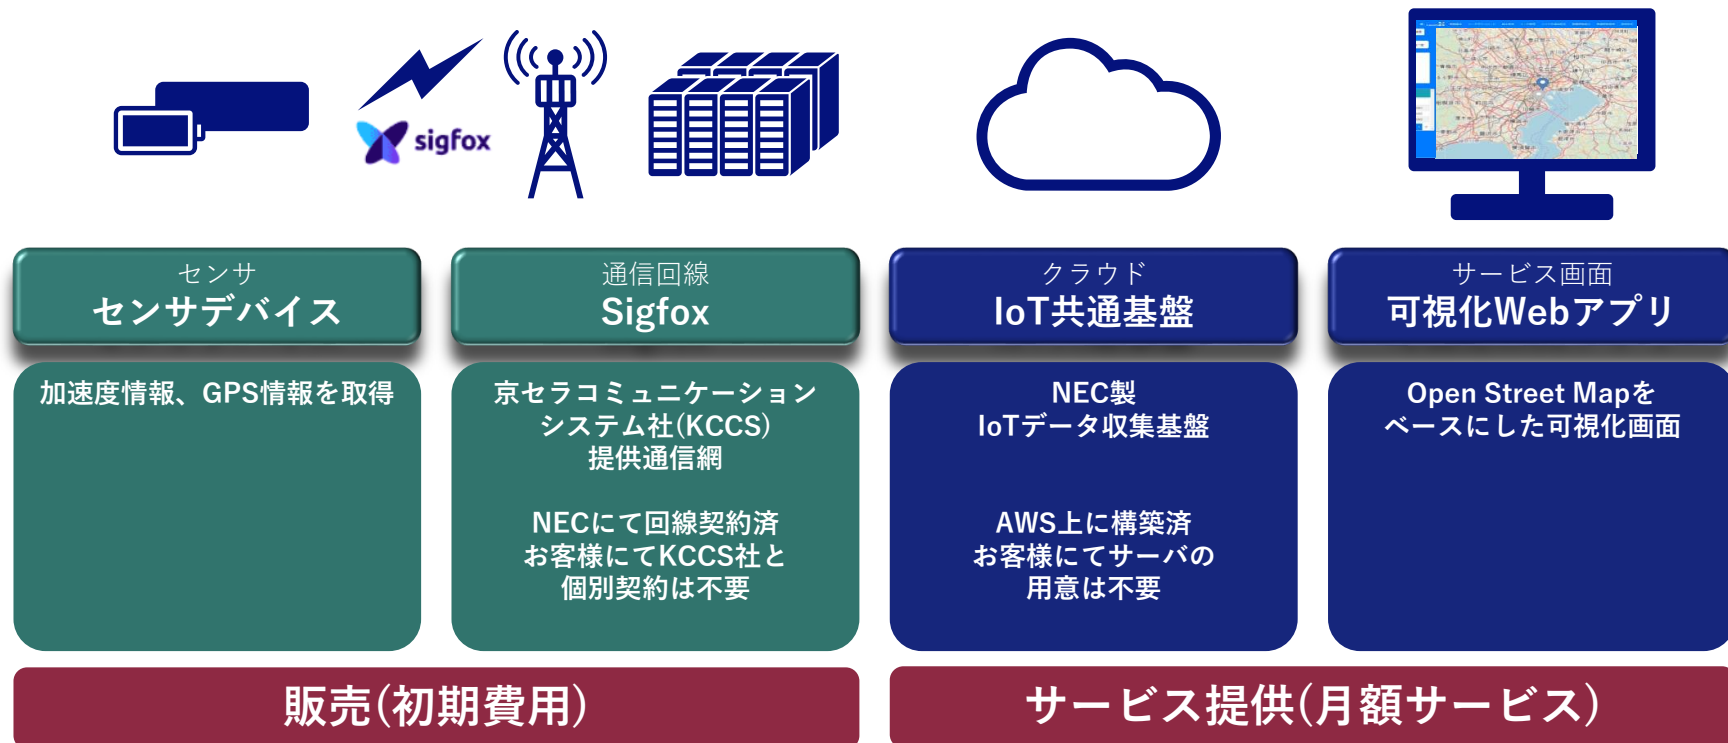 sigfox
センサ
センサデバイス
加速度情報、GPS情報を取得
通信回線
Sigfox
京セラコミュニケーション
システム社(KCCS)
提供通信網
NECにて回線契約済
お客様にてKCCS社と
個別契約は不要
クラウド
IoT共通基盤
NEC製
IoTデータ収集基盤
AWS上に構築済
お客様にてサーバの
用意は不要
サービス画面
可視化Webアプリ
Open Street Mapを
ベースにした可視化画面
販売(初期費用)
サービス提供(月額サービス)